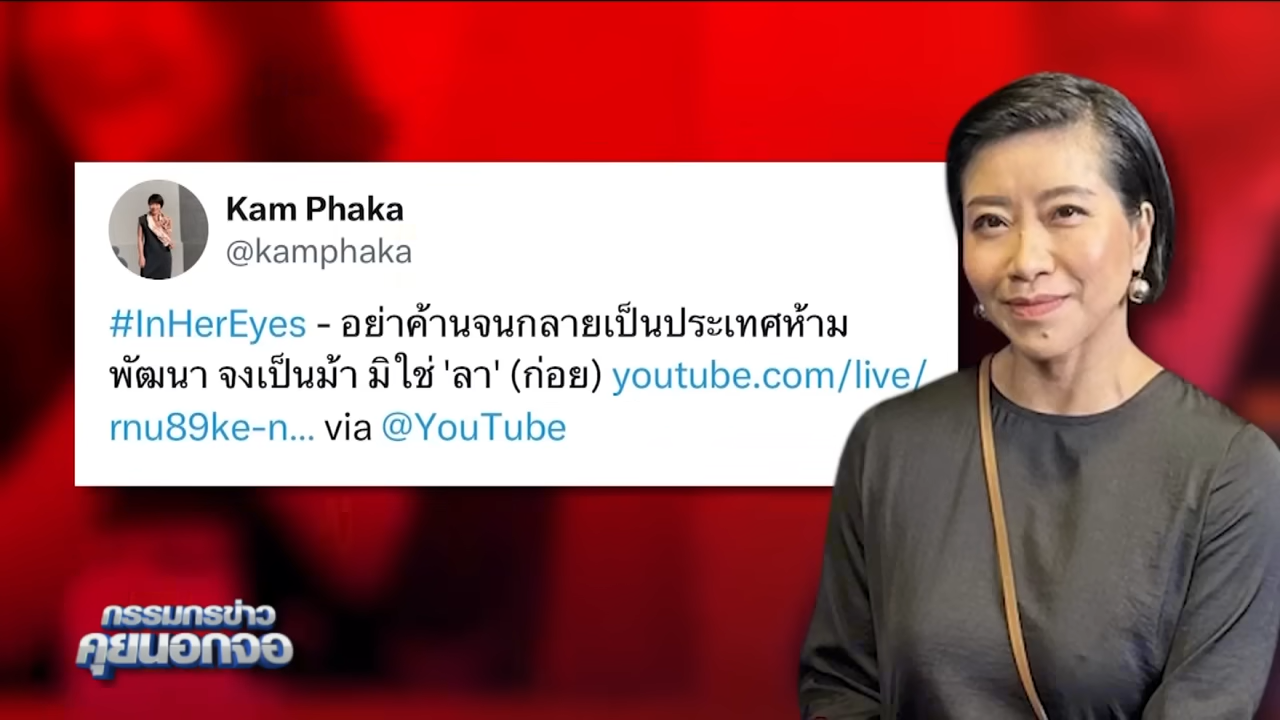 Kam Phaka
@kamphaka
#InHerEyes - อย่าค้านจนกลายเป็นประเทศห้าม
พัฒนา จงเป็นม้า มิใช่ 'ลา' (ก่อย) youtube.com/live/
rnu89ke-n... via @YouTube
กรรมกรข่าว
คุยนอกจอ